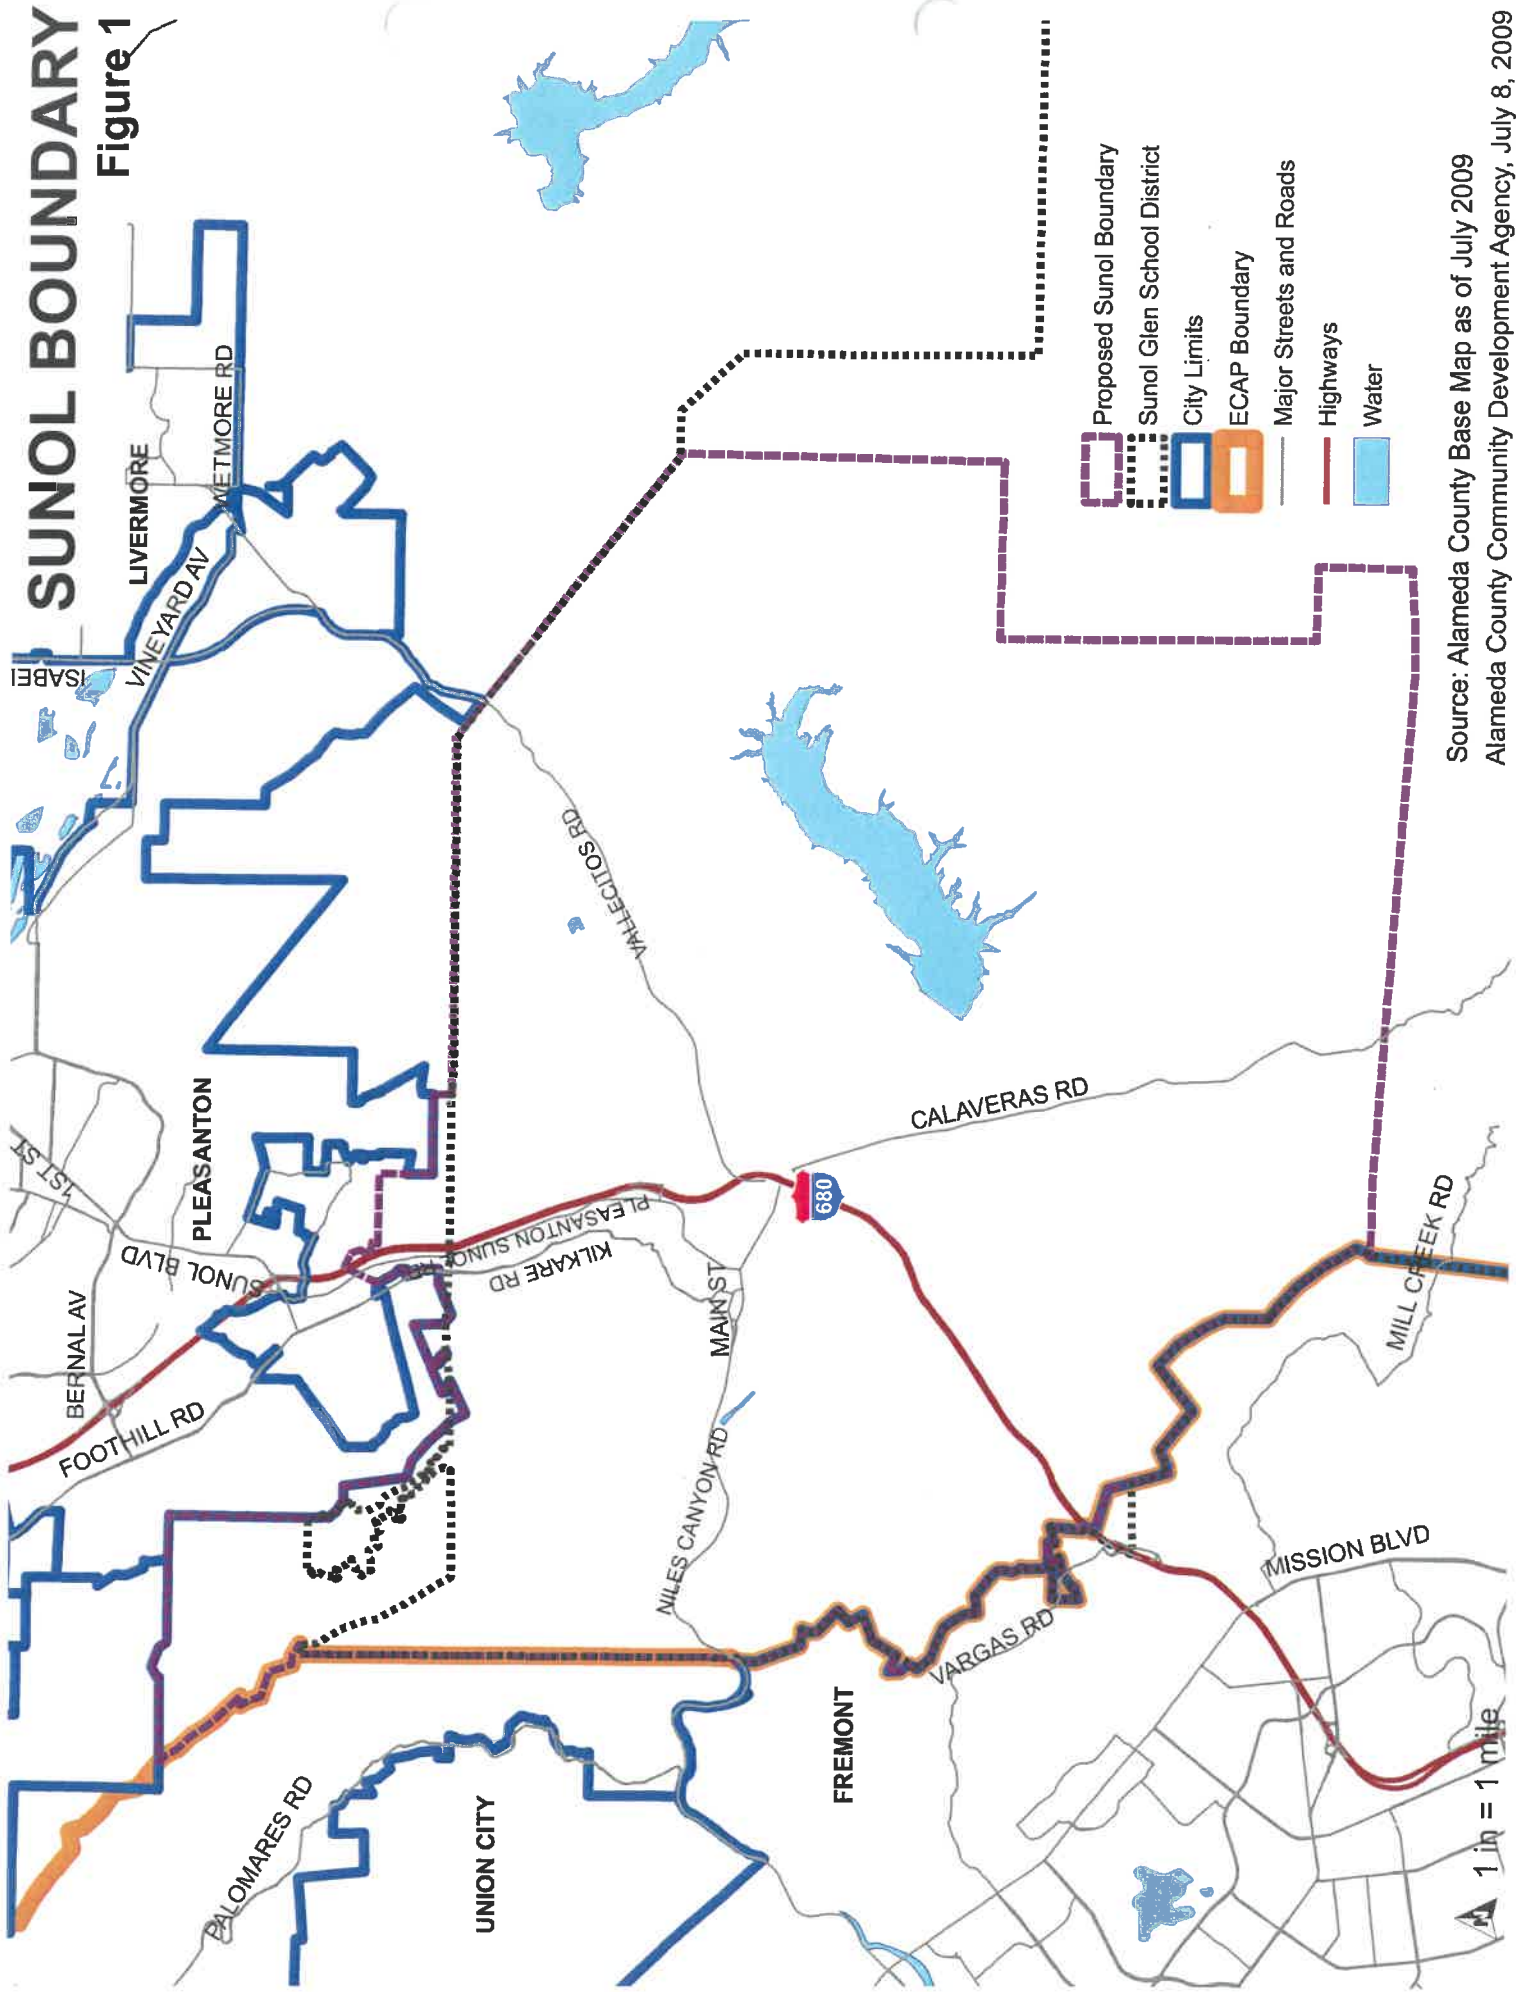 SUNOL BOUNDARY
Figure 1
LIVERMORE
WETMORE RD
VINEYARD AV
ISABEL
PLEASANTON
1ST ST
SUNOL BLVD
BERNAL AV
FOOTHILL RD
VALLECITOS RD
PLEASANTON SUNOL RD
KILKARE RD
MAIN ST
680
CALAVERAS RD
NILES CANYON RD
MILL CREEK RD
MISSION BLVD
VARGAS RD
FREMONT
UNION CITY
PALOMARES RD
Proposed Sunol Boundary
Sunol Glen School District
City Limits
ECAP Boundary
Major Streets and Roads
Highways
Water
N
1 in = 1 mile
Source: Alameda County Base Map as of July 2009
Alameda County Community Development Agency, July 8, 2009